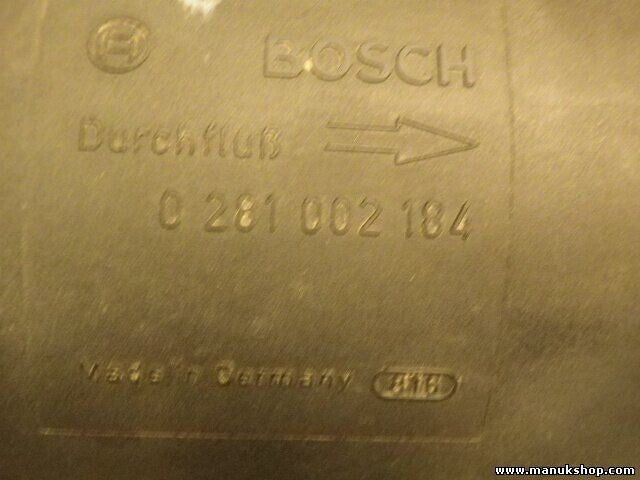 BOSCH
Durchfluß
0 281 002 184
Made in Germany
www.manukshop.com